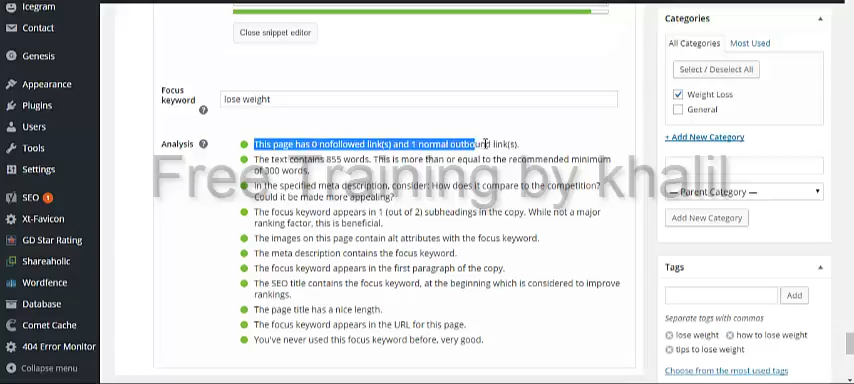 Icegram
Contact
Genesis
Appearance
Plugins
Users
Tools
Settings
SEO 1
Xt-Favicon
GD Star Rating
Shareaholic
Wordfence
Database
Comet Cache
404 Error Monitor
Collapse menu
Close snippet editor
Focus
keyword
lose weight
Analysis
This page has 0 nofollowed link(s) and 1 normal outbound link(s).
The text contains 855 words. This is more than or equal to the recommended minimum
of 300 words.
In the specified meta description, consider: How does it compare to the competition?
Could it be made more appealing?
The focus keyword appears in 1 (out of 2) subheadings in the copy. While not a major
ranking factor, this is beneficial.
The images on this page contain alt attributes with the focus keyword.
The meta description contains the focus keyword.
The focus keyword appears in the first paragraph of the copy.
The SEO title contains the focus keyword, at the beginning which is considered to improve
rankings.
The page title has a nice length.
The focus keyword appears in the URL for this page.
You've never used this focus keyword before, very good.
Free Training by khalil
Categories
All Categories Most Used
Select / Deselect All
Weight Loss
General
+ Add New Category
— Parent Category —
Add New Category
Tags
Add
Separate tags with commas
lose weight how to lose weight
tips to lose weight
Choose from the most used tags